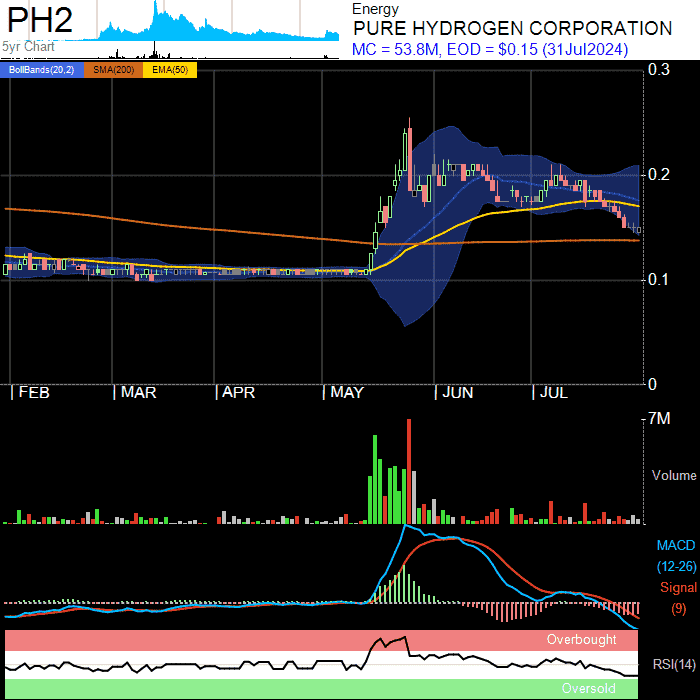 PH2
5yr Chart
Energy
PURE HYDROGEN CORPORATION
MC = 53.8M, EOD = $0.15 (31Jul2024)
BollBands(20,2) SMA(200) EMA(50)
0.3
0.2
0.1
0
FEB MAR APR MAY JUN JUL
7M
Volume
MACD
(12-26)
Signal
(9)
Overbought
RSI(14)
Oversold